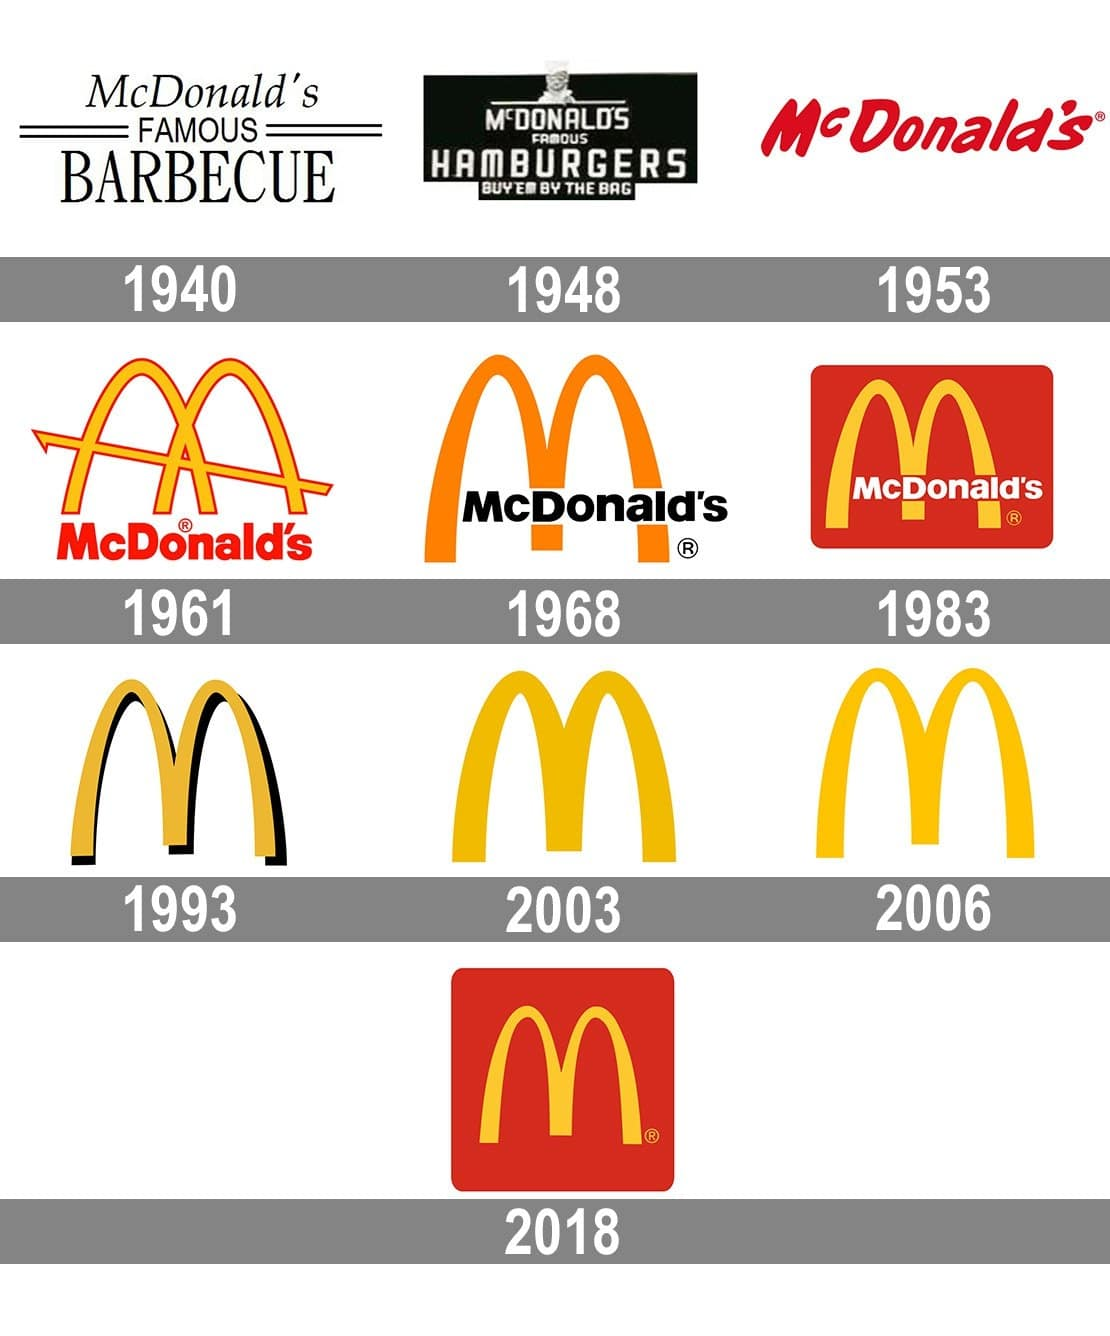 McDonald's
FAMOUS
BARBECUE
McDONALD'S
FAMOUS
HAMBURGERS
BUY'EM BY THE BAG
McDonald's®
1940
1948
1953
®
McDonald's
McDonald's
®
McDonald's
®
1961
1968
1983
1993
2003
2006
®
2018